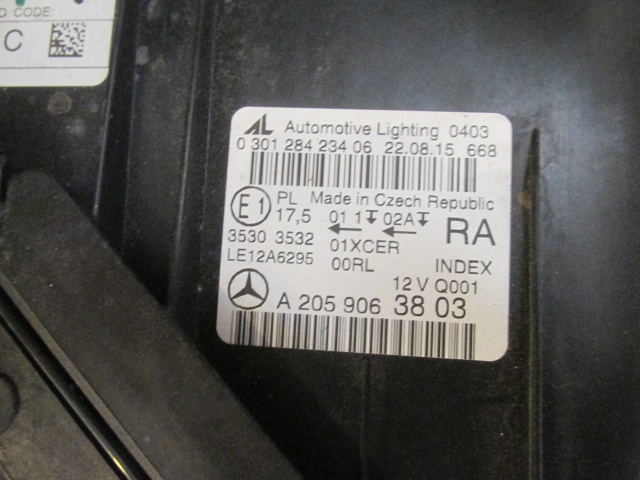 D CODE:
C
AL Automotive Lighting 0403
0 301 284 234 06 22.08.15 668
E1 PL Made in Czech Republic
17,5 01 1 02A RA
3530 3532 01XCER
LE12A6295 00RL INDEX
12 V Q001
A 205 906 38 03